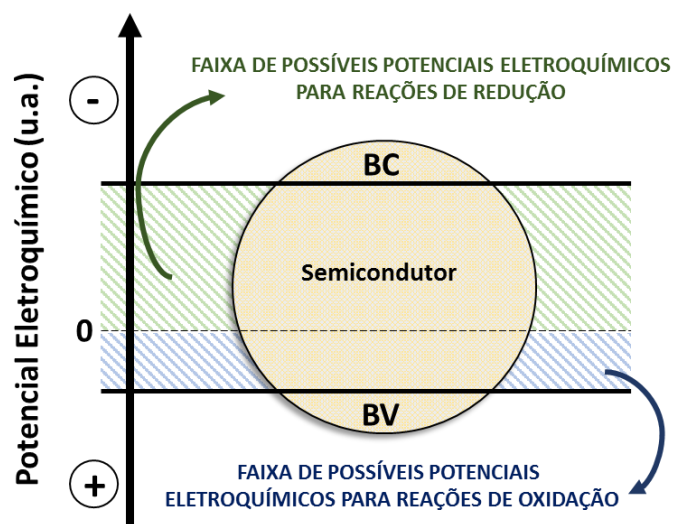 FAIXA DE POSSÍVEIS POTENCIAIS ELETROQUÍMICOS
PARA REAÇÕES DE REDUÇÃO
Potencial Eletroquímico (u.a.)
-
BC
Semicondutor
0
BV
+
FAIXA DE POSSÍVEIS POTENCIAIS
ELETROQUÍMICOS PARA REAÇÕES DE OXIDAÇÃO